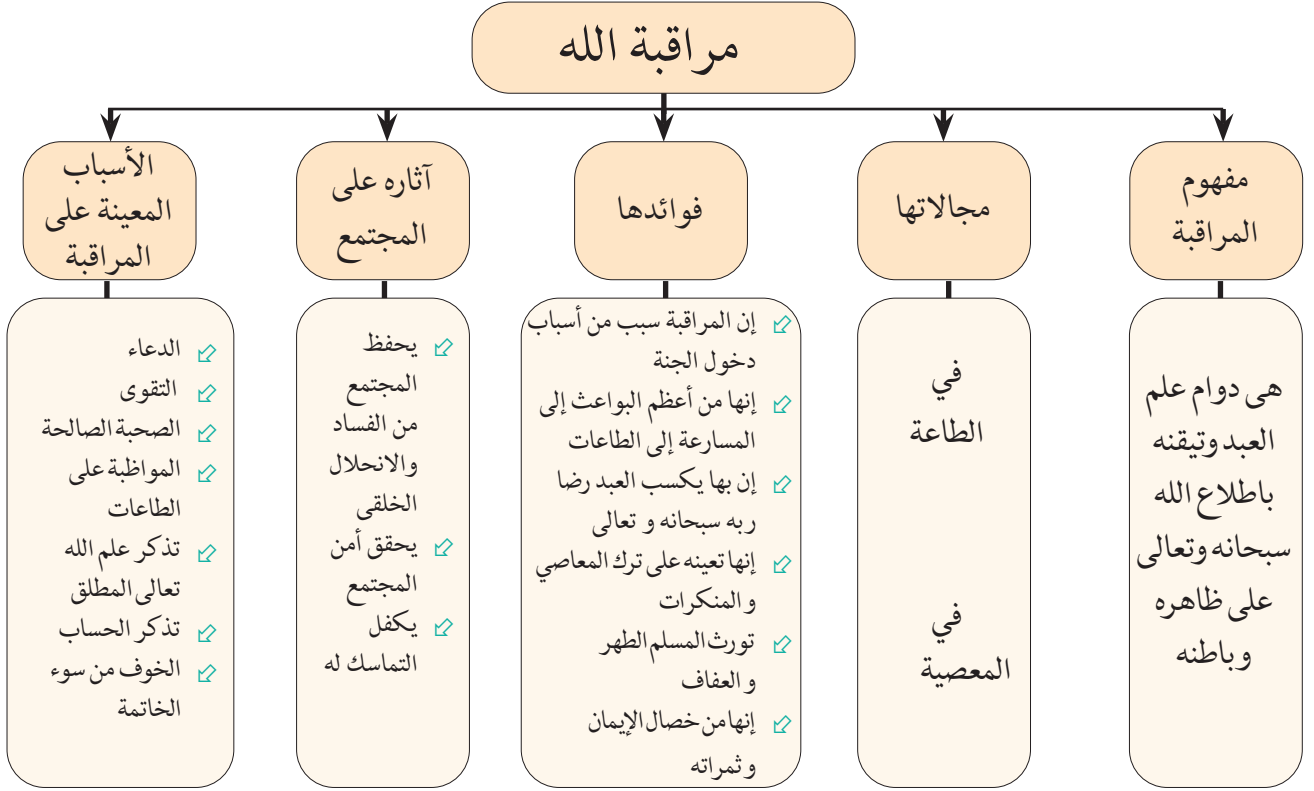 مراقبة الله
مفهوم
المراقبة
هى دوام علم
العبد وتيقنه
باطلاع الله
سبحانه وتعالى
على ظاهره
وباطنه
مجالاتها
في
الطاعة
في
المعصية
فوائدها
إن المراقبة سبب من أسباب
دخول الجنة
إنها من أعظم البواعث إلى
المسارعة إلى الطاعات
إن بها يكسب العبد رضا
ربه سبحانه و تعالى
إنها تعينه على ترك المعاصي
و المنكرات
تورث المسلم الطهر
و العفاف
إنها من خصال الإيمان
و ثمراته
آثاره على
المجتمع
يحفظ
المجتمع
من الفساد
والانحلال
الخلقى
يحقق أمن
المجتمع
يكفل
التماسك له
الأسباب
المعينة على
المراقبة
الدعاء
التقوى
الصحبة الصالحة
المواظبة على
الطاعات
تذكر علم الله
تعالى المطلق
تذكر الحساب
الخوف من سوء
الخاتمة